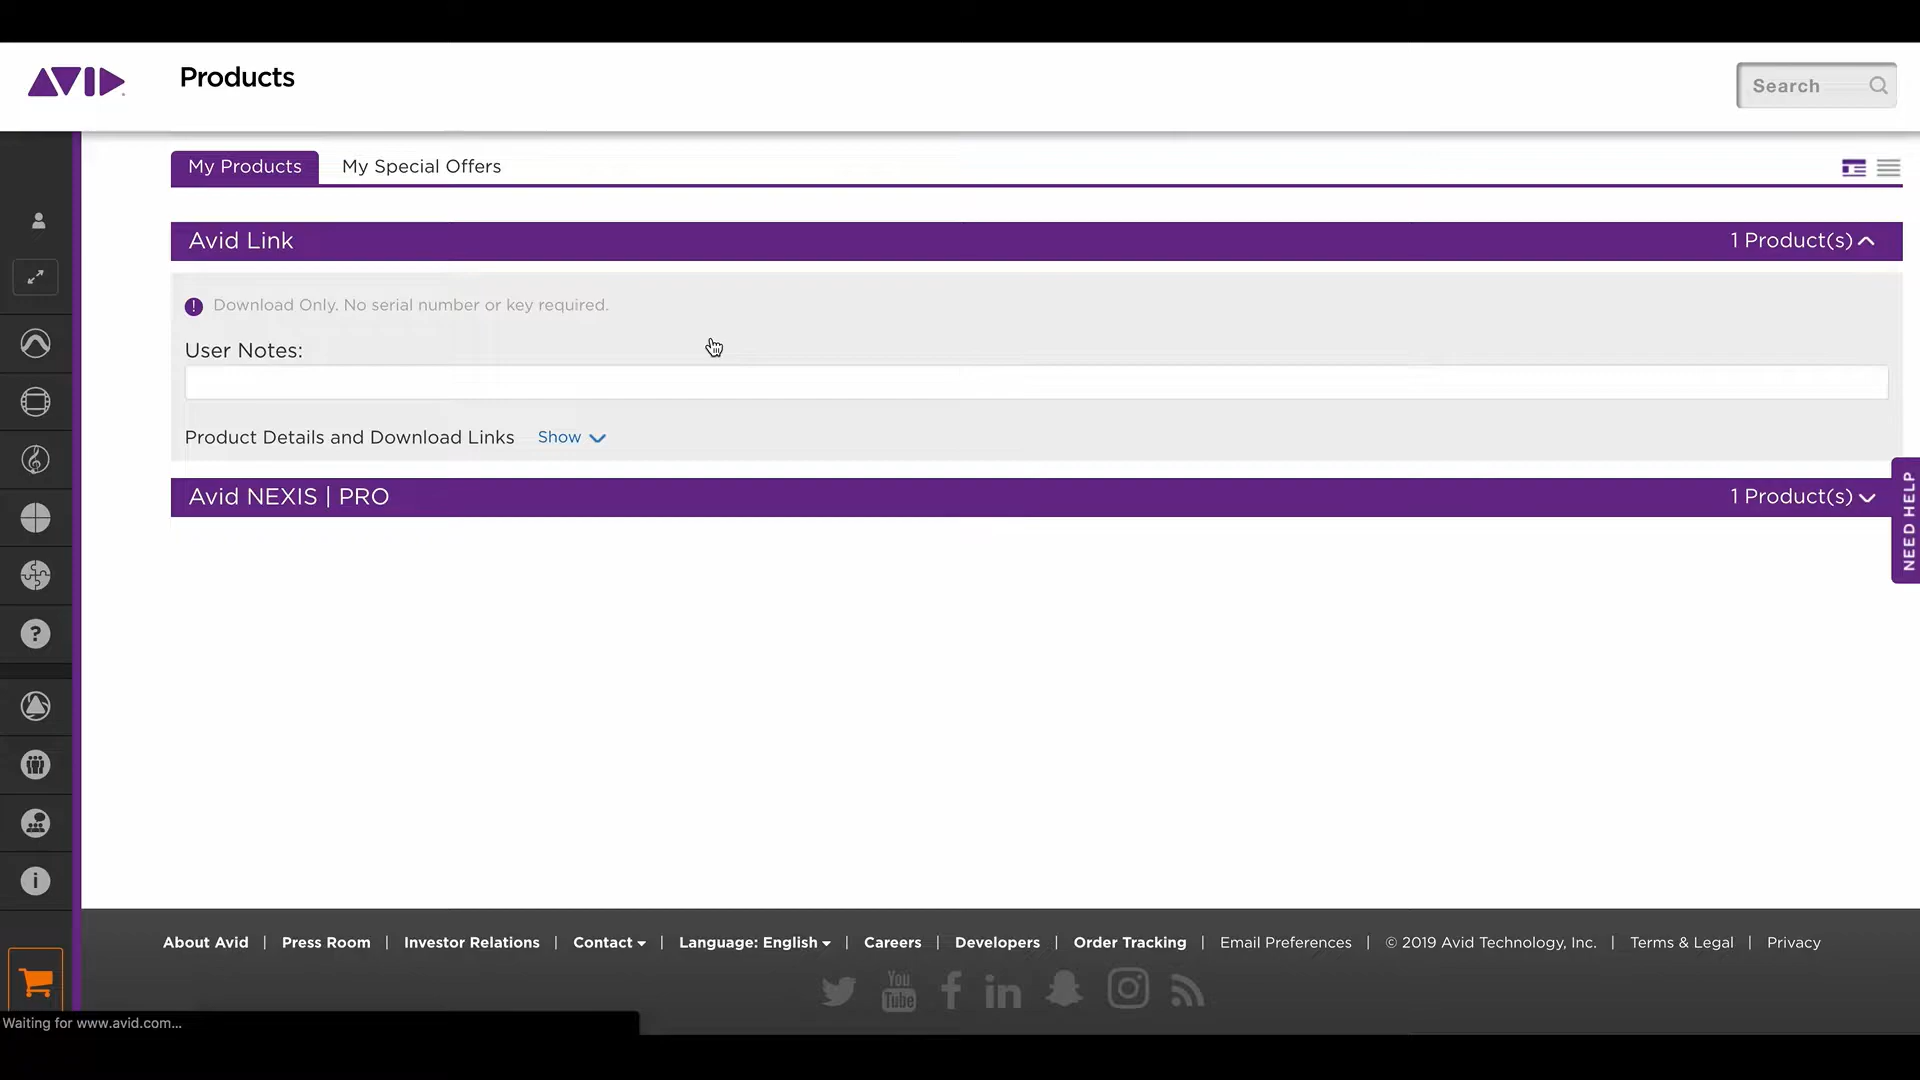 AVID
Products
Search
My Products
My Special Offers
Avid Link
1 Product(s)
! Download Only. No serial number or key required.
User Notes:
Product Details and Download Links Show
Avid NEXIS | PRO
1 Product(s)
NEED HELP
?
i
About Avid | Press Room | Investor Relations | Contact | Language: English | Careers | Developers | Order Tracking | Email Preferences | © 2019 Avid Technology, Inc. | Terms & Legal | Privacy
You
Tube
f
in
Waiting for www.avid.com...